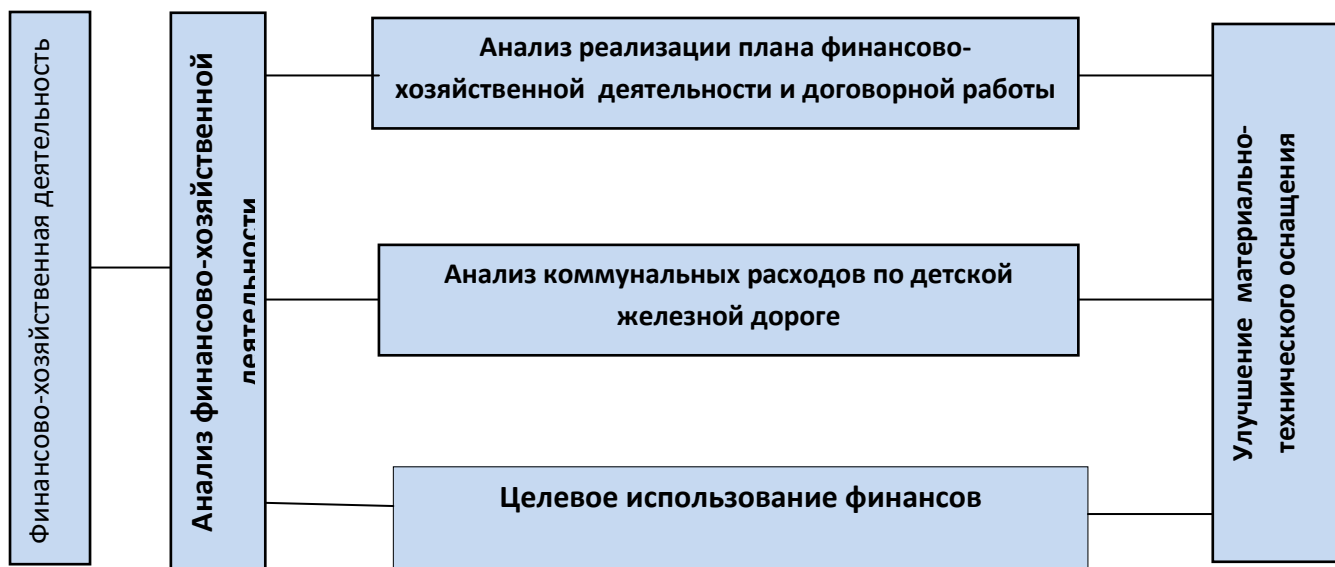 Финансово-хозяйственная деятельность
Анализ финансово-хозяйственной
деятельности
Анализ реализации плана финансово-
хозяйственной деятельности и договорной работы
Анализ коммунальных расходов по детской
железной дороге
Целевое использование финансов
Улучшение материально-
технического оснащения